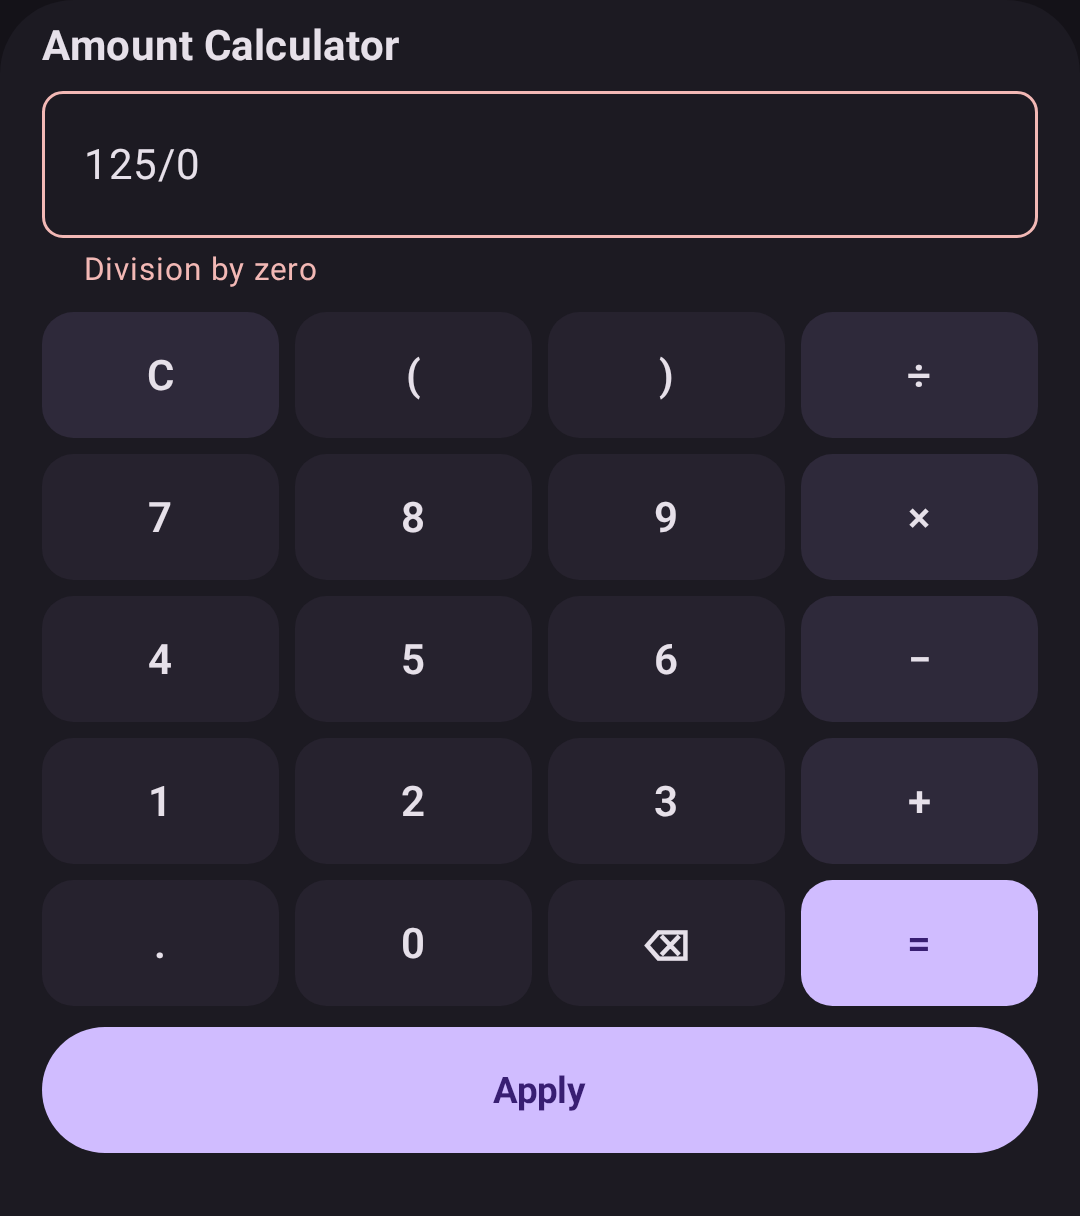 Amount Calculator
125/0
Division by zero
C ( ) ÷
7 8 9 ×
4 5 6 −
1 2 3 +
. 0 ⌫ =
Apply